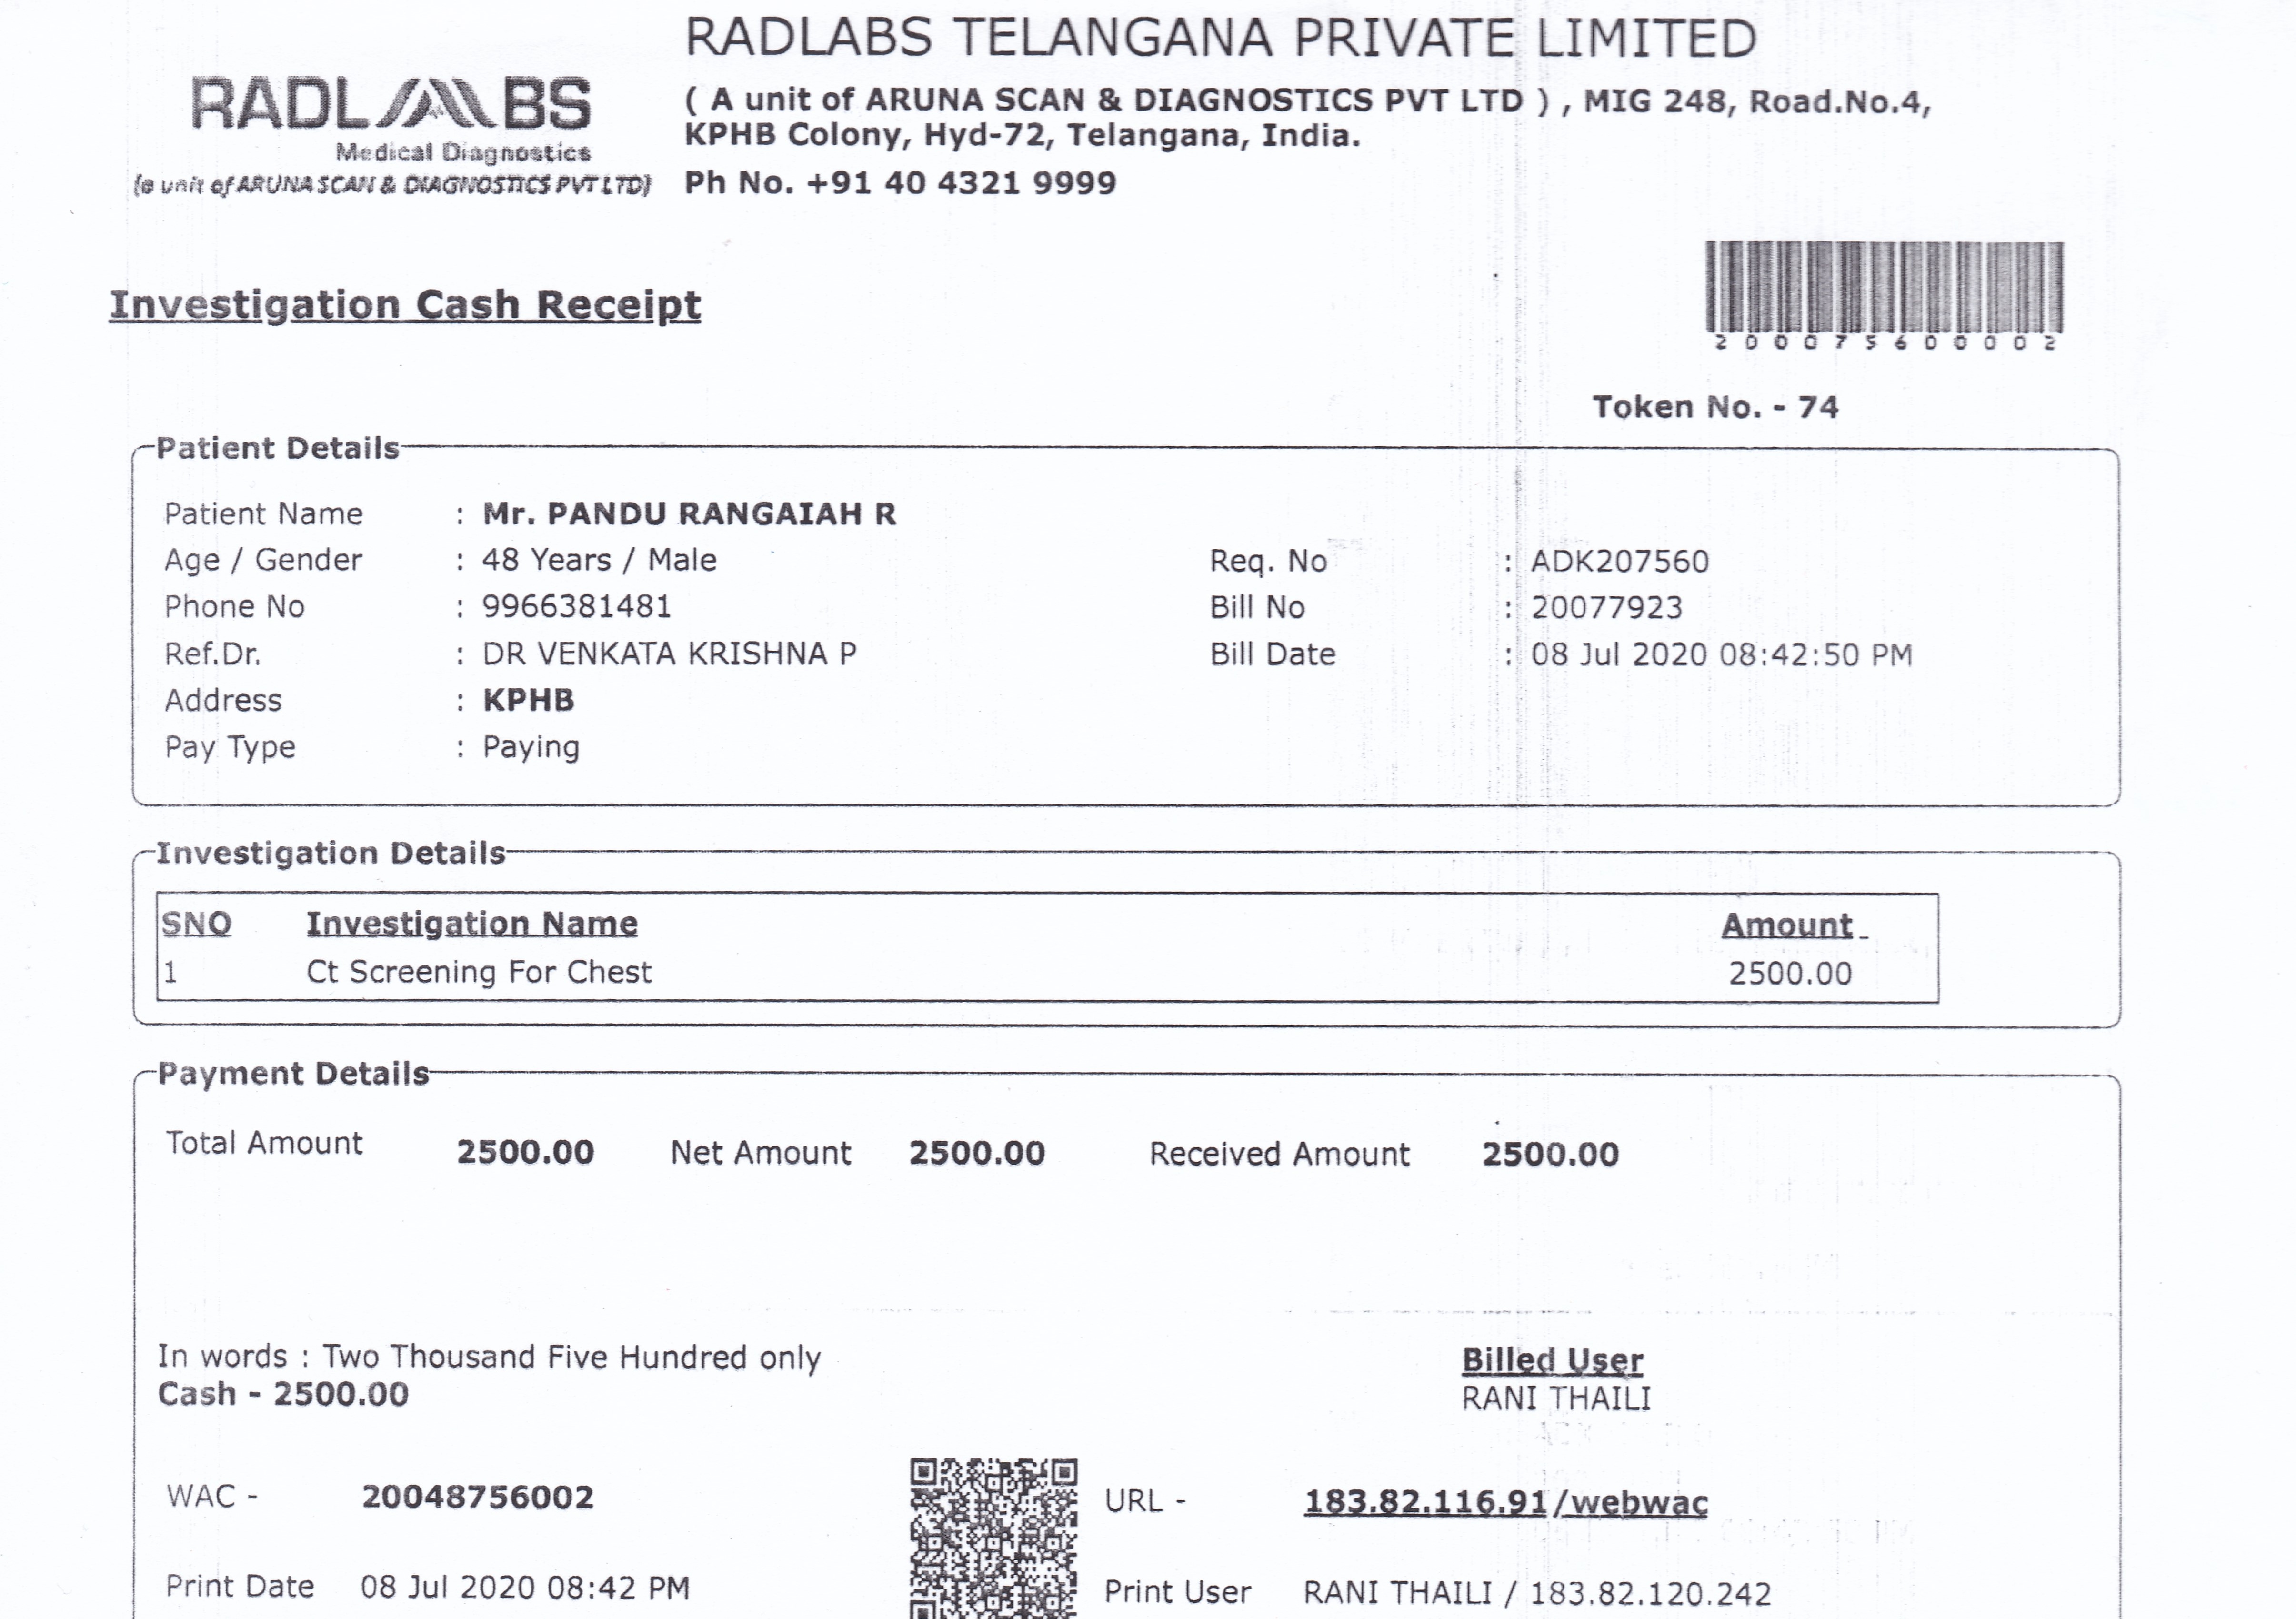 RADLABS TELANGANA PRIVATE LIMITED
RADLABS
Medical Diagnostics
(a unit of ARUNA SCAN & DIAGNOSTICS PVT LTD)
( A unit of ARUNA SCAN & DIAGNOSTICS PVT LTD ) , MIG 248, Road.No.4,
KPHB Colony, Hyd-72, Telangana, India.
Ph No. +91 40 4321 9999
Investigation Cash Receipt
200075600002
Token No. - 74
Patient Details
Patient Name : Mr. PANDU RANGAIAH R
Age / Gender : 48 Years / Male Req. No : ADK207560
Phone No : 9966381481 Bill No : 20077923
Ref.Dr. : DR VENKATA KRISHNA P Bill Date : 08 Jul 2020 08:42:50 PM
Address : KPHB
Pay Type : Paying
Investigation Details
SNO Investigation Name Amount
1 Ct Screening For Chest 2500.00
Payment Details
Total Amount 2500.00 Net Amount 2500.00 Received Amount 2500.00
In words : Two Thousand Five Hundred only Billed User
Cash - 2500.00 RANI THAILI
WAC - 20048756002 URL - 183.82.116.91/webwac
Print Date 08 Jul 2020 08:42 PM Print User RANI THAILI / 183.82.120.242